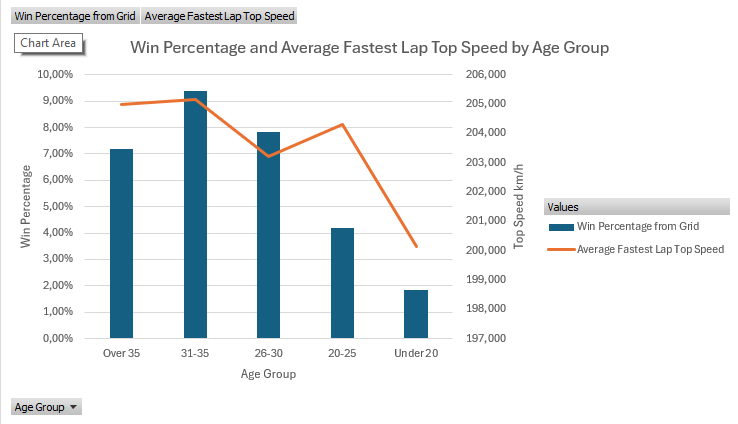 Win Percentage from Grid Average Fastest Lap Top Speed
Chart Area
Win Percentage and Average Fastest Lap Top Speed by Age Group
10,00%
9,00%
8,00%
7,00%
6,00%
5,00%
4,00%
3,00%
2,00%
1,00%
0,00%
Win Percentage
206,000
205,000
204,000
203,000
202,000
201,000
200,000
199,000
198,000
197,000
Top Speed km/h
Over 35 31-35 26-30 20-25 Under 20
Age Group
Values
Win Percentage from Grid
Average Fastest Lap Top Speed
Age Group